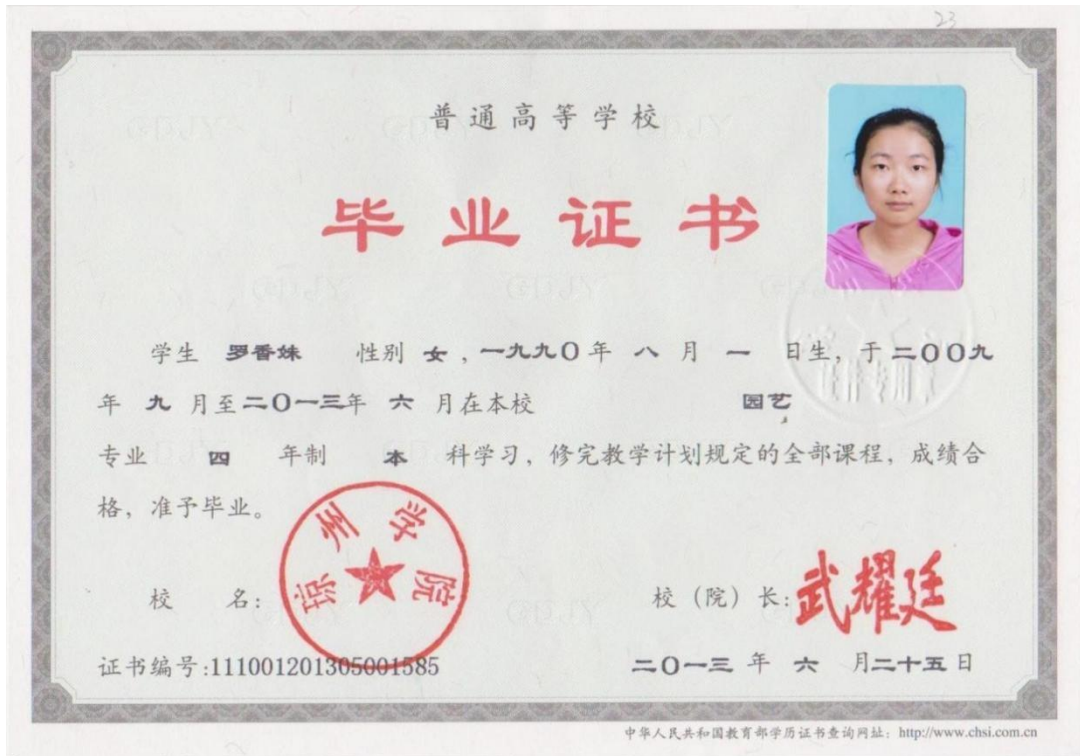 23
普通高等学校
毕业证书
学生 罗香妹 性别 女，一九九〇年 八 月 一 日生，于二〇〇九
年 九 月至二〇一三年 六 月在本校 园艺
专业 四 年制 本 科学习，修完教学计划规定的全部课程，成绩合
格，准予毕业。
琼州学院
校 名： 校（院）长：武耀廷
证书编号:111001201305001585 二〇一三 年 六 月二十五日
中华人民共和国教育部学历证书查询网址：http://www.chsi.com.cn